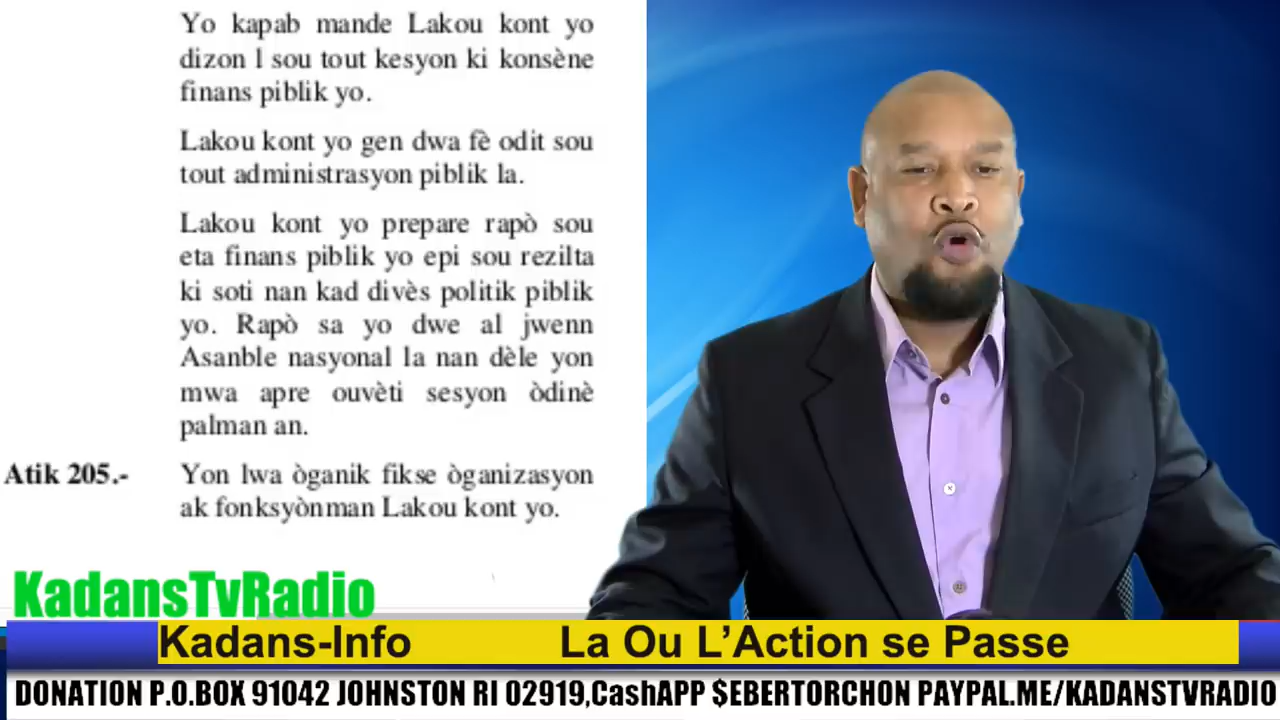 Yo kapab mande Lakou kont yo
dizon l sou tout kesyon ki konsène
finans piblik yo.
Lakou kont yo gen dwa fè odit sou
tout administrasyon piblik la.
Lakou kont yo prepare rapò sou
eta finans piblik yo epi sou rezilta
ki soti nan kad divès politik piblik
yo. Rapò sa yo dwe al jwenn
Asanble nasyonal la nan dèle yon
mwa apre ouvèti sesyon òdinè
palman an.
Atik 205.- Yon lwa òganik fikse òganizasyon
ak fonksyònman Lakou kont yo.
KadansTvRadio
Kadans-Info La Ou L’Action se Passe
DONATION P.O.BOX 91042 JOHNSTON RI 02919,CashAPP $EBERTORCHON PAYPAL.ME/KADANSTVRADIO